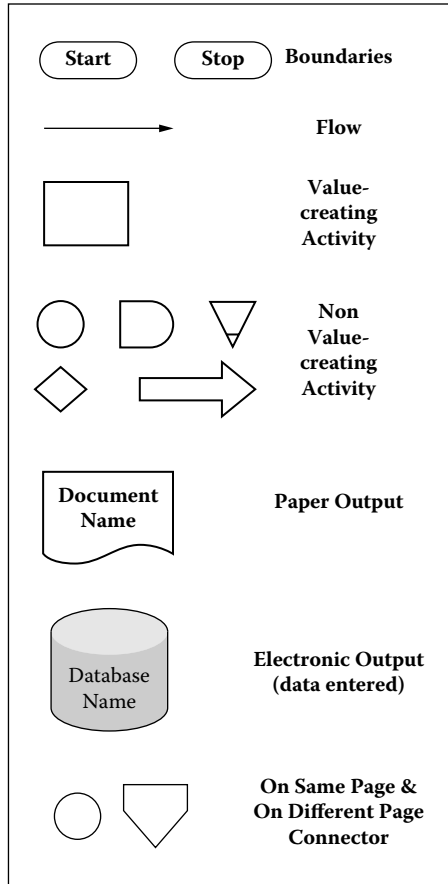 Start Stop Boundaries
Flow
Value-
creating
Activity
Non
Value-
creating
Activity
Document
Name
Paper Output
Database
Name
Electronic Output
(data entered)
On Same Page &
On Different Page
Connector